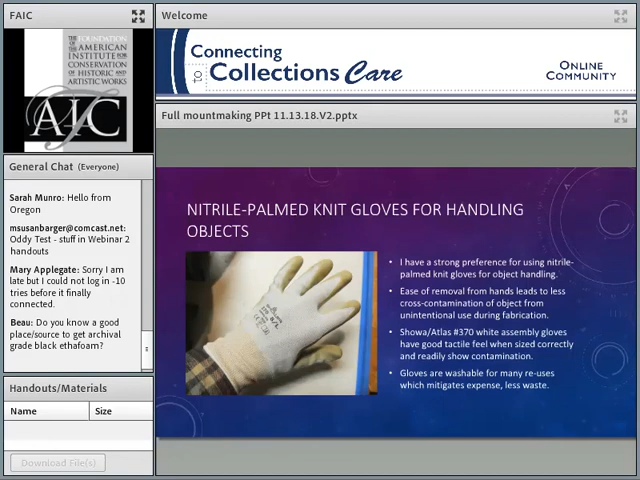 FAIC
THE FOUNDATION
OF THE
AMERICAN
INSTITUTE FOR
CONSERVATION
OF HISTORIC AND
ARTISTIC WORKS
AIC
General Chat (Everyone)
Sarah Munro: Hello from
Oregon
msusanbarger@comcast.net:
Oddy Test - stuff in Webinar 2
handouts
Mary Applegate: Sorry I am
late but I could not log in -10
tries before it finally
connected.
Beau: Do you know a good
place/source to get archival
grade black ethafoam?
Handouts/Materials
Name Size
Download File(s)
Welcome
Connecting
to Collections Care
ONLINE
COMMUNITY
Full mountmaking PPt 11.13.18.V2.pptx
NITRILE-PALMED KNIT GLOVES FOR HANDLING
OBJECTS
• I have a strong preference for using nitrile-
palmed knit gloves for object handling.
• Ease of removal from hands leads to less
cross-contamination of object from
unintentional use during fabrication.
• Showa/Atlas #370 white assembly gloves
have good tactile feel when sized correctly
and readily show contamination.
• Gloves are washable for many re-uses
which mitigates expense, less waste.